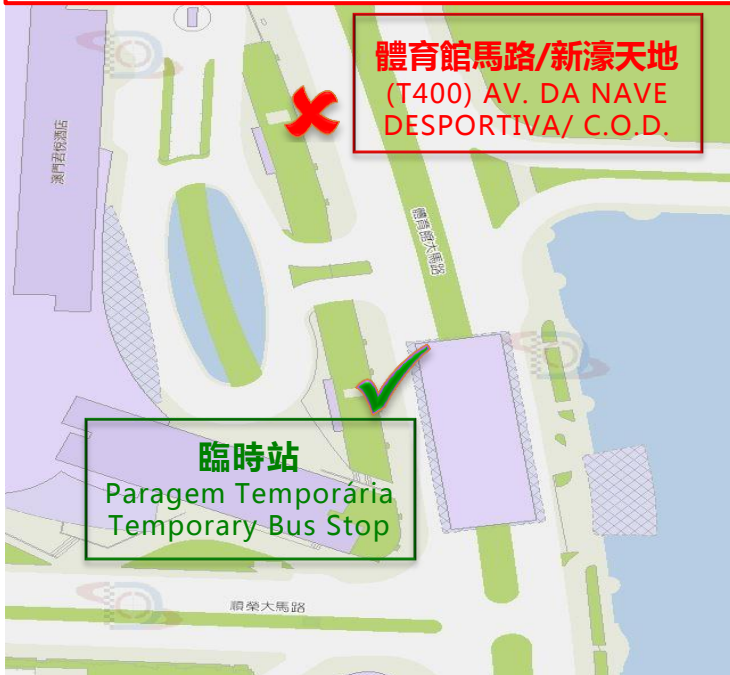 體育館馬路/新濠天地
(T400) AV. DA NAVE
DESPORTIVA/ C.O.D.
澳門君悅酒店
體育館大馬路
臨時站
Paragem Temporária
Temporary Bus Stop
順榮大馬路